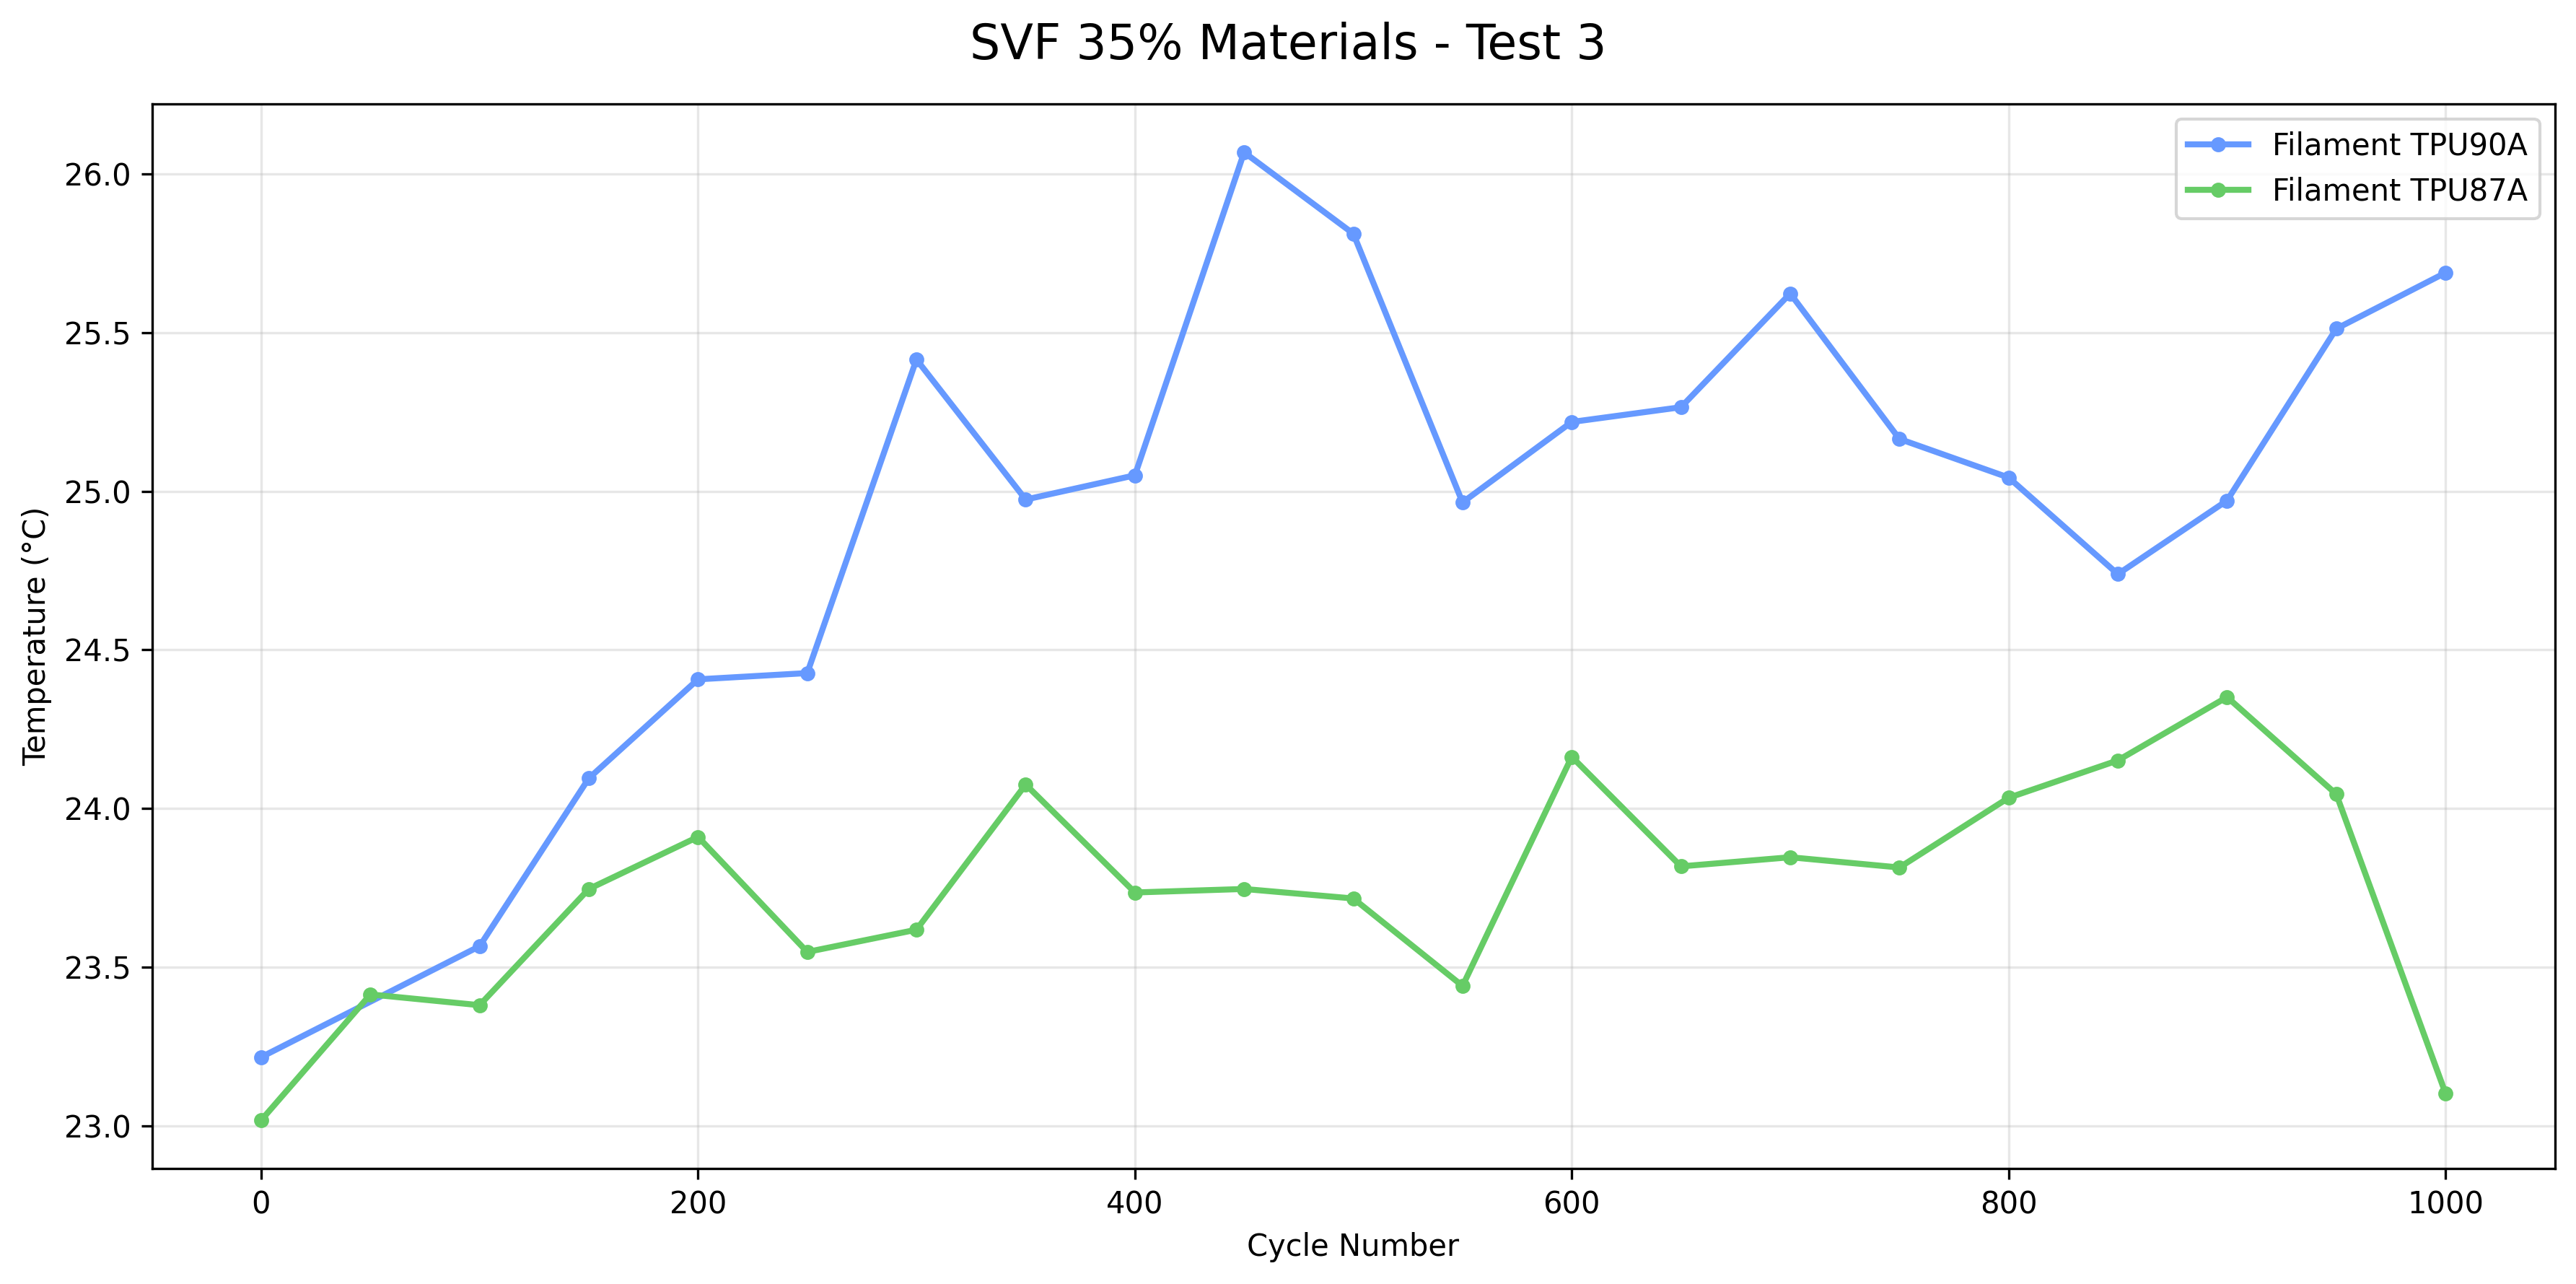 SVF 35% Materials - Test 3
Filament TPU90A
Filament TPU87A
Temperature (°C)
26.0
25.5
25.0
24.5
24.0
23.5
23.0
0 200 400 600 800 1000
Cycle Number